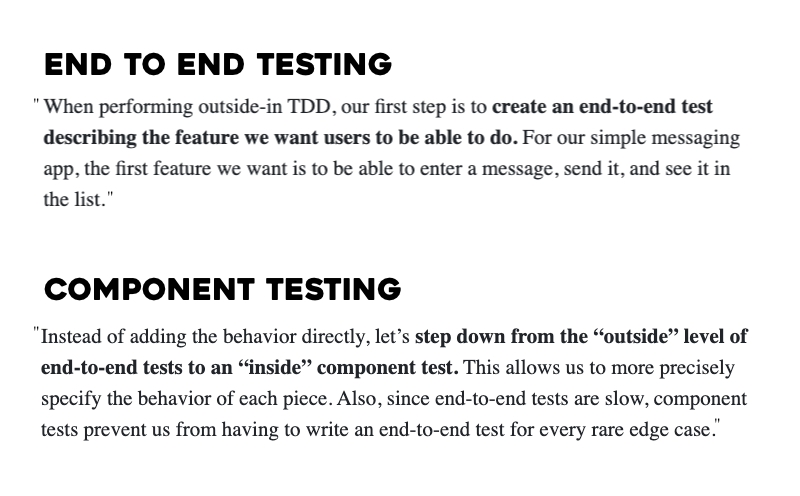 END TO END TESTING
" When performing outside-in TDD, our first step is to create an end-to-end test
describing the feature we want users to be able to do. For our simple messaging
app, the first feature we want is to be able to enter a message, send it, and see it in
the list."
COMPONENT TESTING
"Instead of adding the behavior directly, let’s step down from the “outside” level of
end-to-end tests to an “inside” component test. This allows us to more precisely
specify the behavior of each piece. Also, since end-to-end tests are slow, component
tests prevent us from having to write an end-to-end test for every rare edge case."